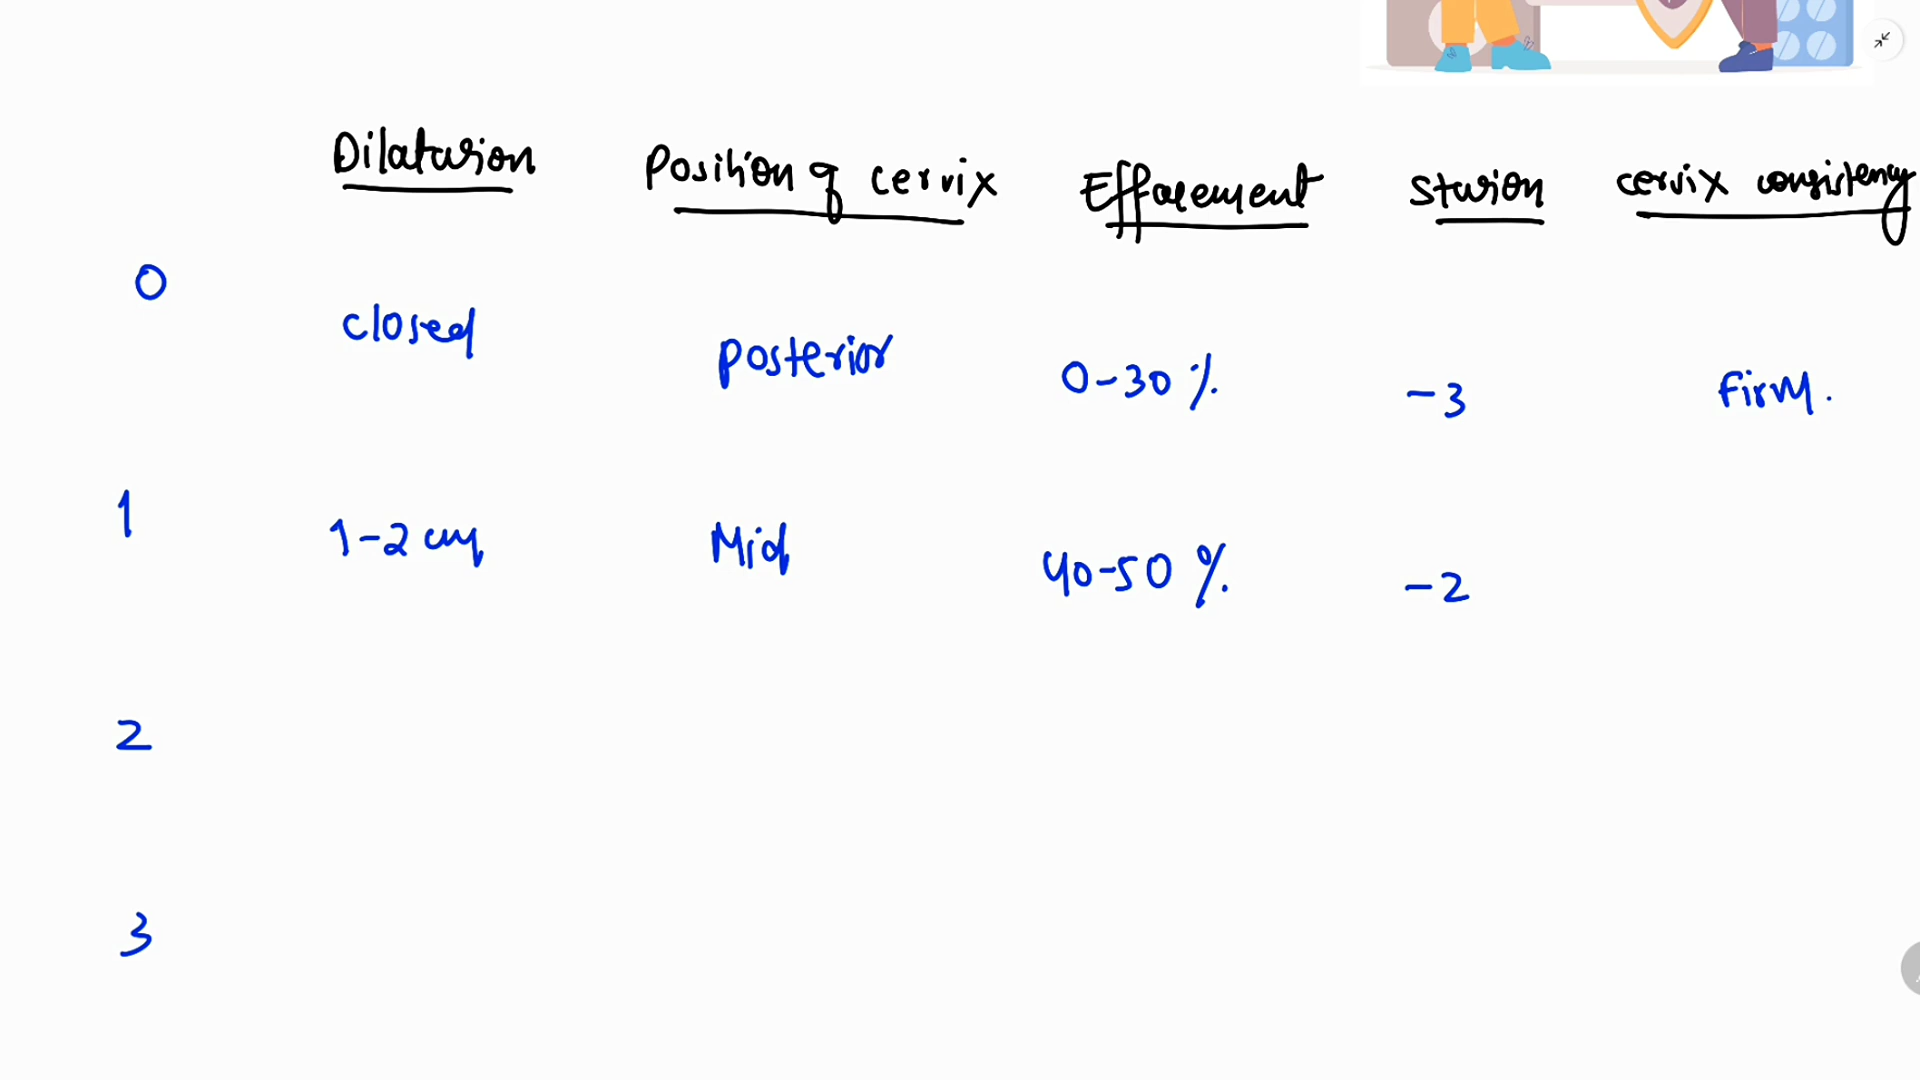 Dilatation Position of cervix Effacement Station cervix consistency
0 closed posterior 0-30% -3 Firm.
1 1-2 cm Mid 40-50% -2
2
3